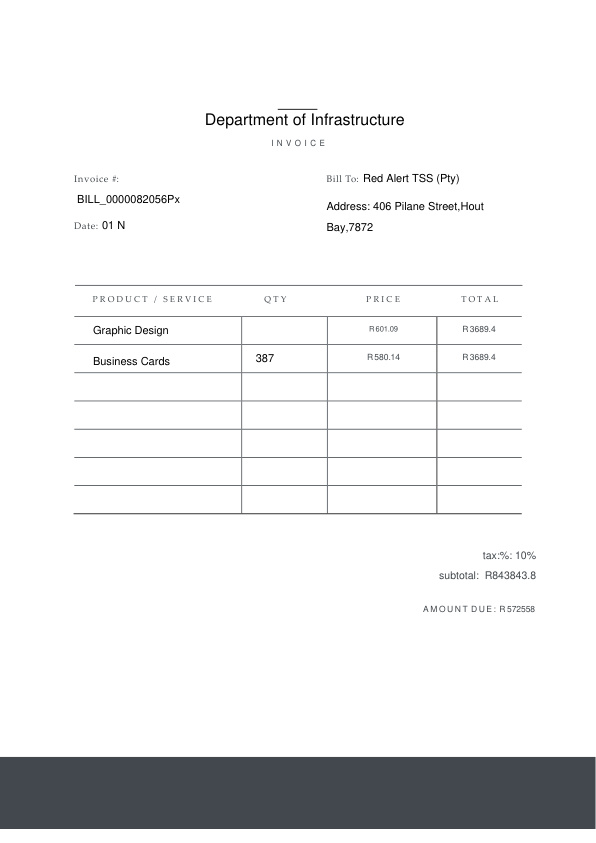 Department of Infrastructure
INVOICE
Invoice #:
BILL_0000082056Px
Date: 01 N
Bill To: Red Alert TSS (Pty)
Address: 406 Pilane Street,Hout
Bay,7872
PRODUCT / SERVICE QTY PRICE TOTAL
Graphic Design R601.09 R3689.4
Business Cards 387 R580.14 R3689.4
tax:%: 10%
subtotal: R843843.8
AMOUNT DUE: R572558